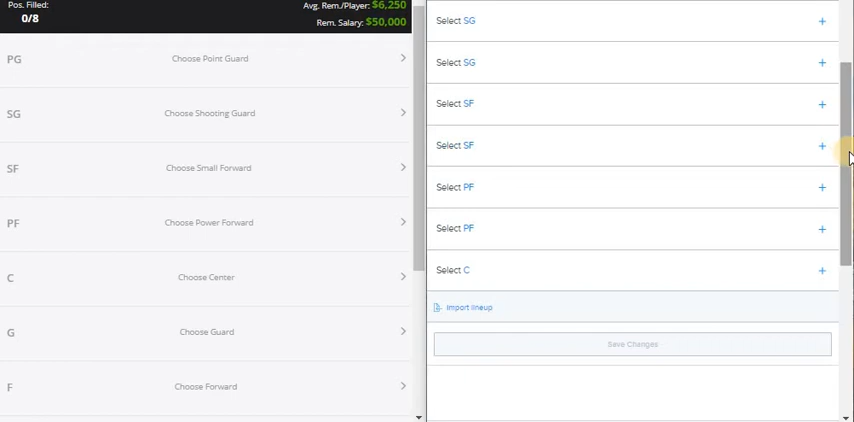 Pos. Filled:
0/8
Avg. Rem./Player: $6,250
Rem. Salary: $50,000
PG Choose Point Guard
SG Choose Shooting Guard
SF Choose Small Forward
PF Choose Power Forward
C Choose Center
G Choose Guard
F Choose Forward
Select SG
Select SG
Select SF
Select SF
Select PF
Select PF
Select C
Import lineup
Save Changes